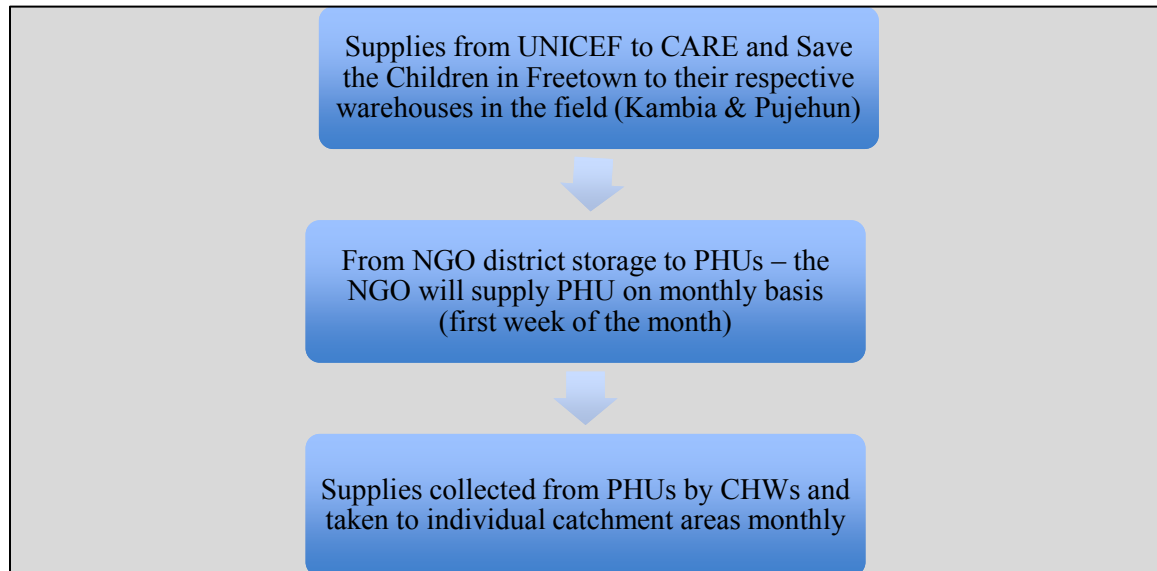 Supplies from UNICEF to CARE and Save
the Children in Freetown to their respective
warehouses in the field (Kambia & Pujehun)
From NGO district storage to PHUs – the
NGO will supply PHU on monthly basis
(first week of the month)
Supplies collected from PHUs by CHWs and
taken to individual catchment areas monthly